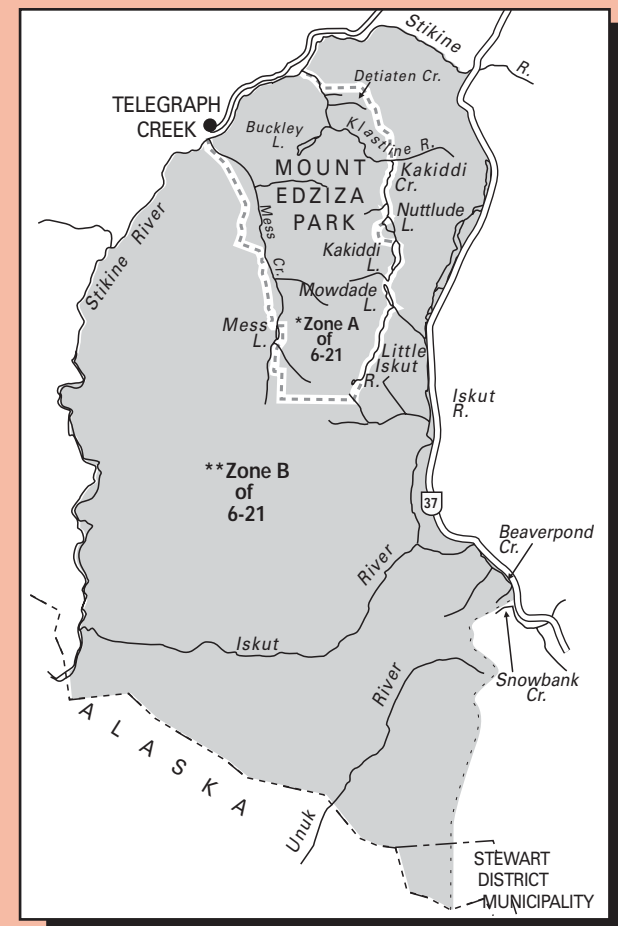 Stikine
R.
Detiaten Cr.
TELEGRAPH
CREEK
Buckley
L.
Klastline R.
MOUNT
EDZIZA
PARK
Kakiddi
Cr.
Nuttlude
L.
Mess Cr.
Kakiddi
L.
Stikine River
Mowdade
L.
Mess
L.
*Zone A
of
6-21
Little
Iskut
R.
Iskut
R.
**Zone B
of
6-21
37
Beaverpond
Cr.
River
Iskut
River
Snowbank
Cr.
ALASKA
Unuk
STEWART
DISTRICT
MUNICIPALITY